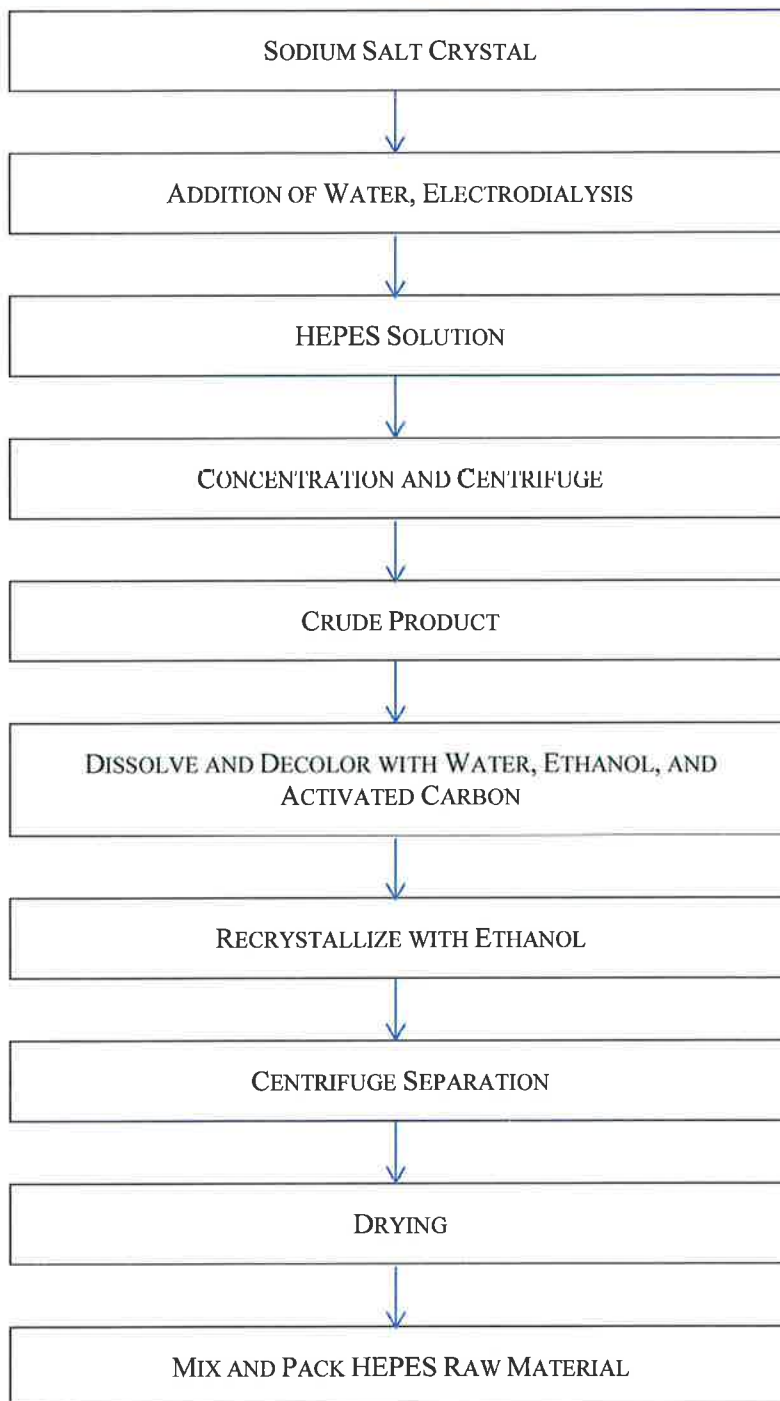 SODIUM SALT CRYSTAL
ADDITION OF WATER, ELECTRODIALYSIS
HEPES SOLUTION
CONCENTRATION AND CENTRIFUGE
CRUDE PRODUCT
DISSOLVE AND DECOLOR WITH WATER, ETHANOL, AND
ACTIVATED CARBON
RECRYSTALLIZE WITH ETHANOL
CENTRIFUGE SEPARATION
DRYING
MIX AND PACK HEPES RAW MATERIAL